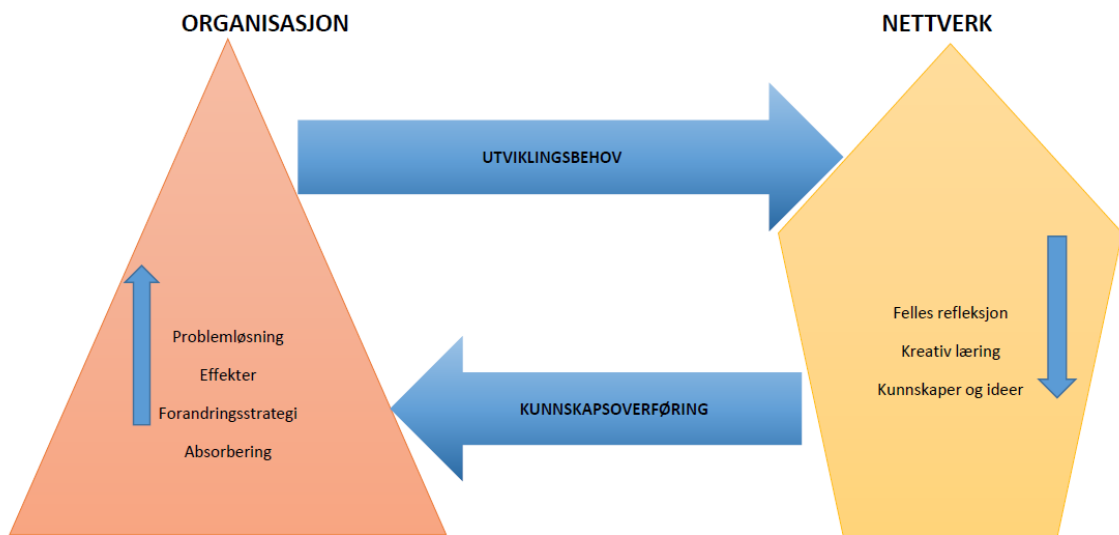 ORGANISASJON
NETTVERK
UTVIKLINGSBEHOV
Problemløsning
Effekter
Forandringsstrategi
Absorbering
Felles refleksjon
Kreativ læring
Kunnskaper og ideer
KUNNSKAPSOVERFØRING